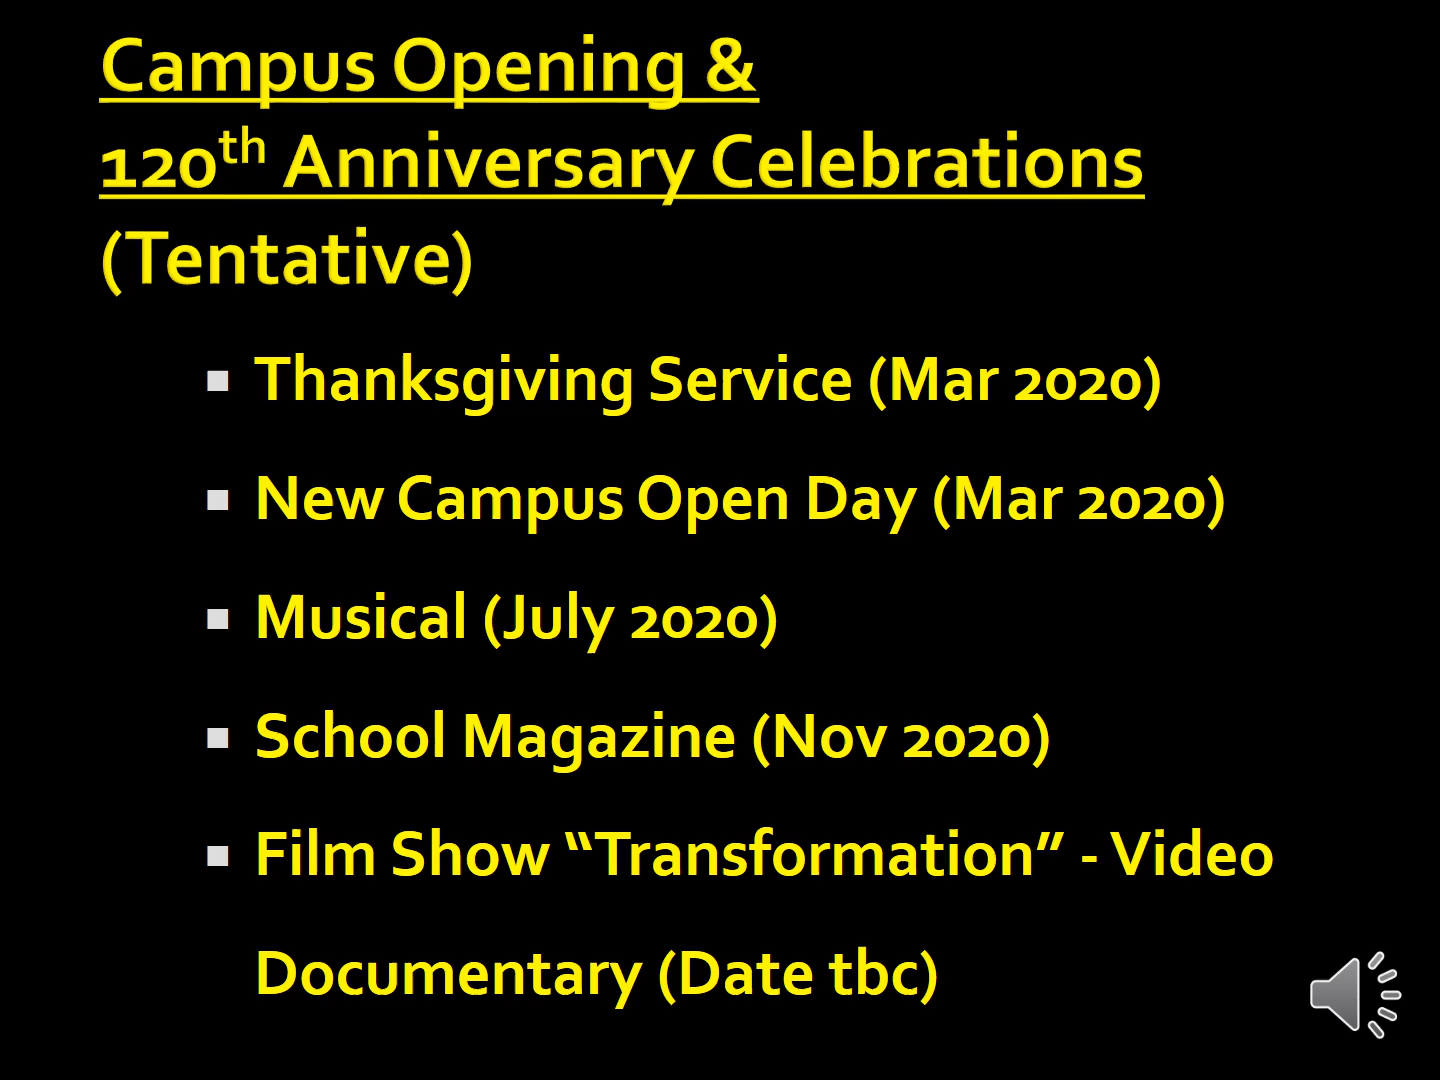 Campus Opening &
120th Anniversary Celebrations
(Tentative)
▪ Thanksgiving Service (Mar 2020)
▪ New Campus Open Day (Mar 2020)
▪ Musical (July 2020)
▪ School Magazine (Nov 2020)
▪ Film Show “Transformation” - Video
Documentary (Date tbc)